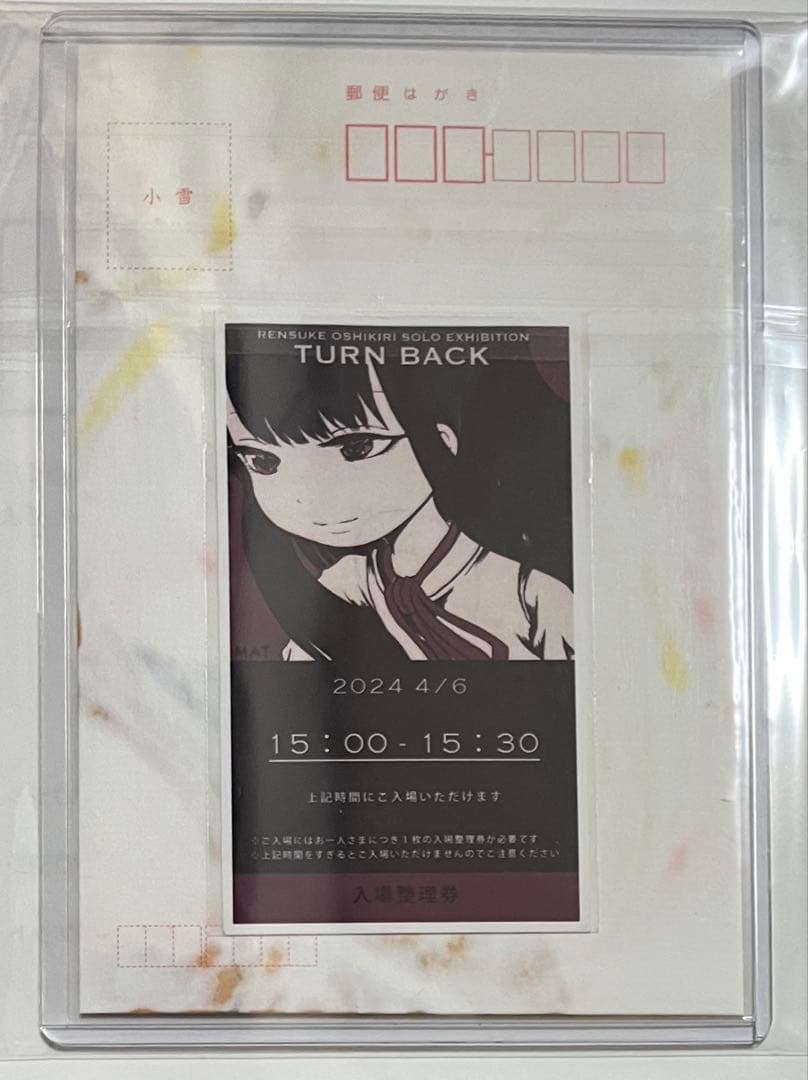 郵便はがき
小雪
RENSUKE OSHIKIRI SOLO EXHIBITION
TURN BACK
MAT
2024 4/6
15:00 - 15:30
上記時間にご入場いただけます
※ご入場にはお一人さまにつき1枚の入場整理券が必要です
※上記時間をすぎるとご入場いただけませんのでご注意ください
入場整理券